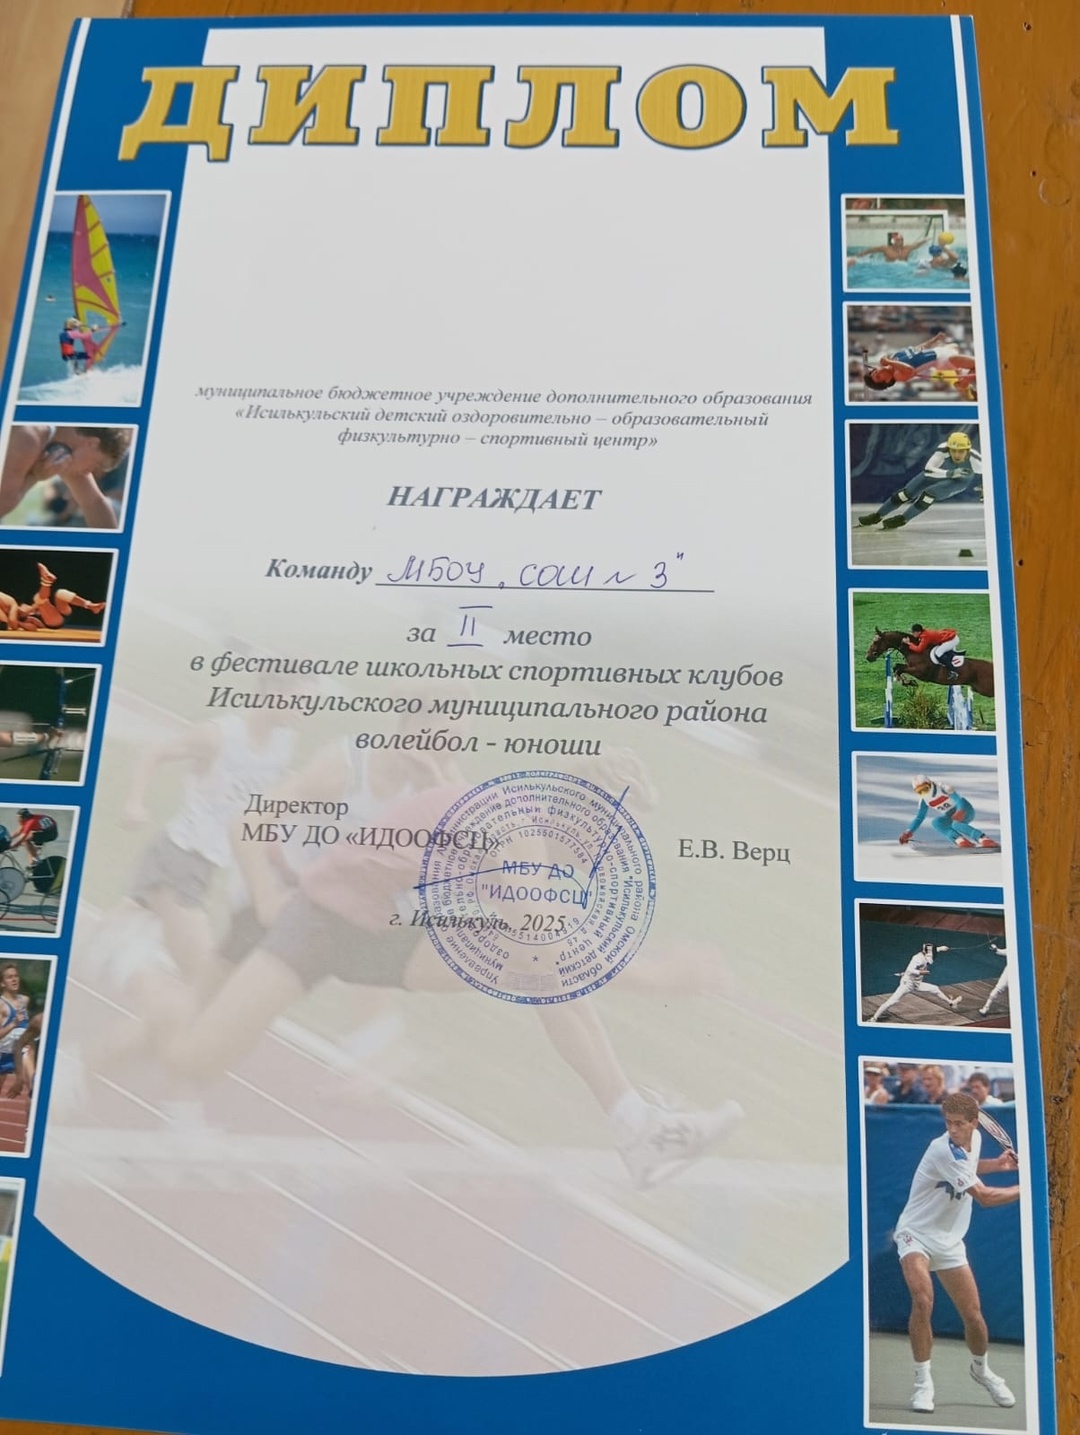 ДИПЛОМ
муниципальное бюджетное учреждение дополнительного образования
«Исилькульский детский оздоровительно – образовательный
физкультурно – спортивный центр»
НАГРАЖДАЕТ
Команду МБОУ „СОШ № 3"
за II место
в фестивале школьных спортивных клубов
Исилькульского муниципального района
волейбол - юноши
Директор
МБУ ДО «ИДООФСЦ»
Е.В. Верц
МБУ ДО
"ИДООФСЦ"
г. Исилькуль, 2025